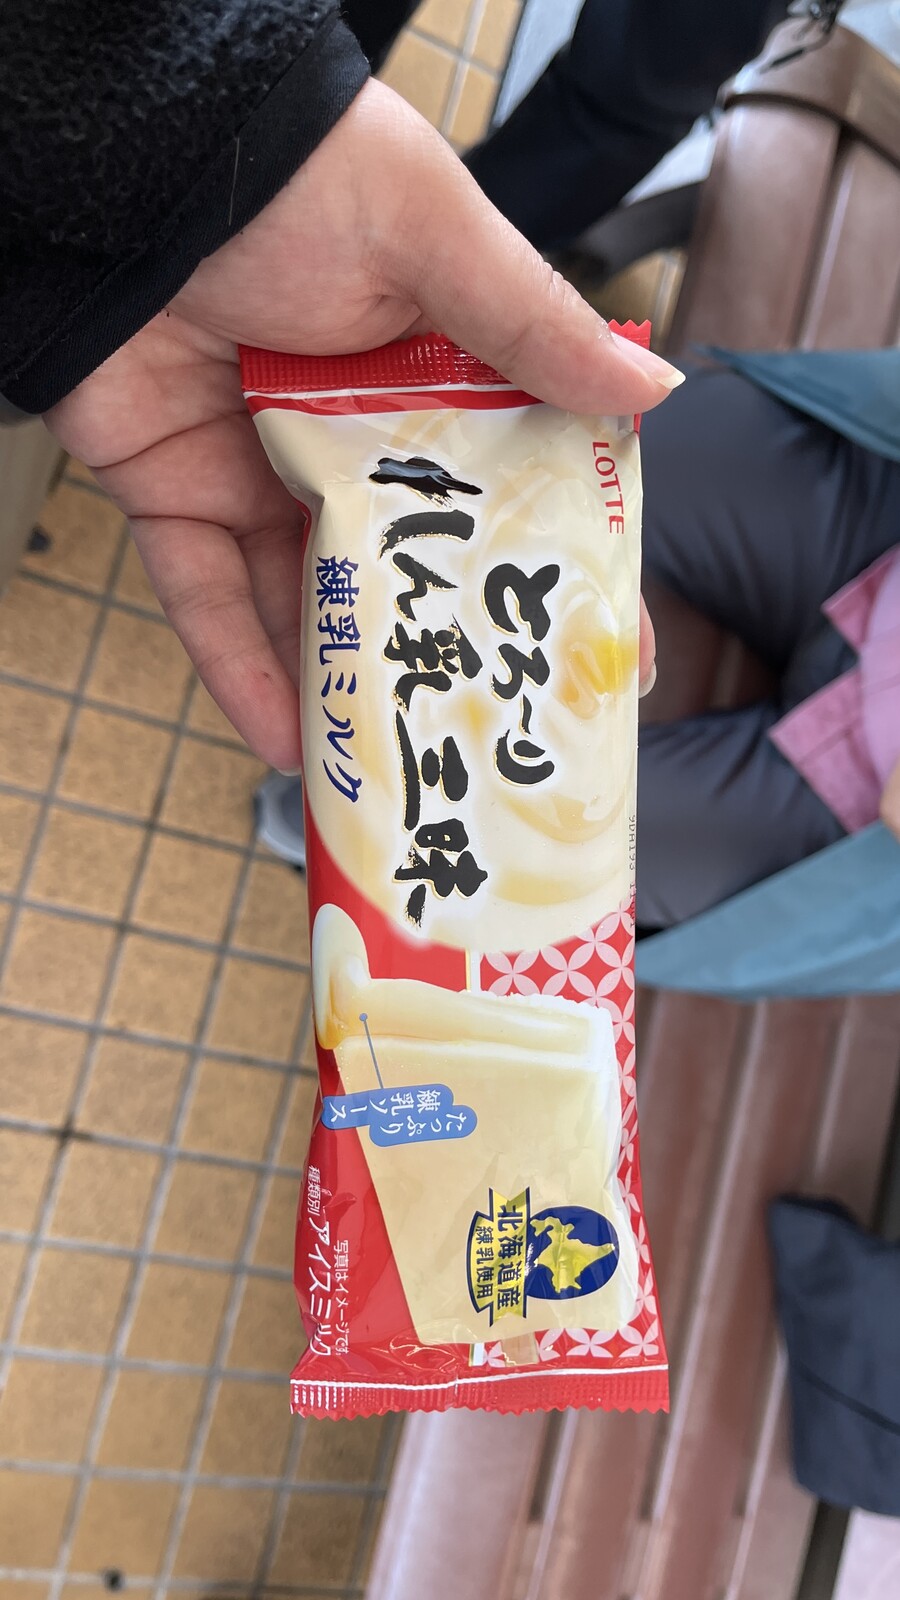 LOTTE
とろ〜り
れん乳三昧
練乳ミルク
たっぷり
練乳ソース
北海道産
練乳使用
写真はイメージです
種類別 アイスミルク